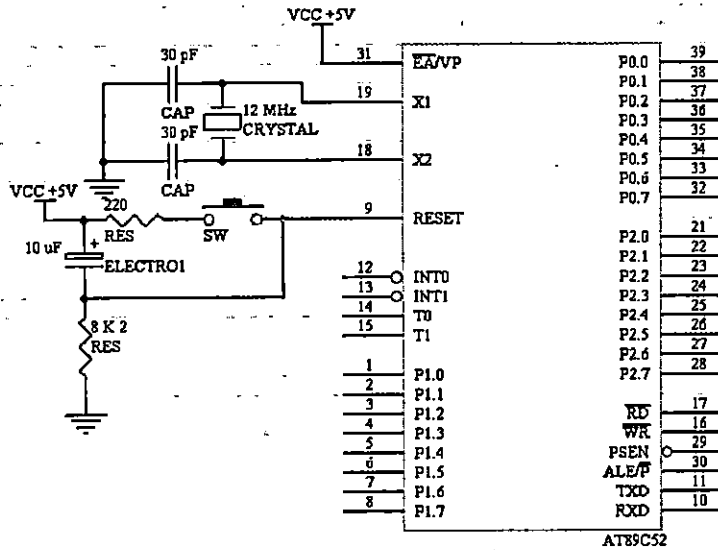 VCC +5V
30 pF
CAP
12 MHz
CRYSTAL
30 pF
CAP
VCC +5V
220
RES
SW
10 uF
+
ELECTRO1
8 K 2
RES
31 EA/VP
19 X1
18 X2
9 RESET
12 INT0
13 INT1
14 T0
15 T1
1 P1.0
2 P1.1
3 P1.2
4 P1.3
5 P1.4
6 P1.5
7 P1.6
8 P1.7
P0.0 39
P0.1 38
P0.2 37
P0.3 36
P0.4 35
P0.5 34
P0.6 33
P0.7 32
P2.0 21
P2.1 22
P2.2 23
P2.3 24
P2.4 25
P2.5 26
P2.6 27
P2.7 28
RD 17
WR 16
PSEN 29
ALE/P 30
TXD 11
RXD 10
AT89C52